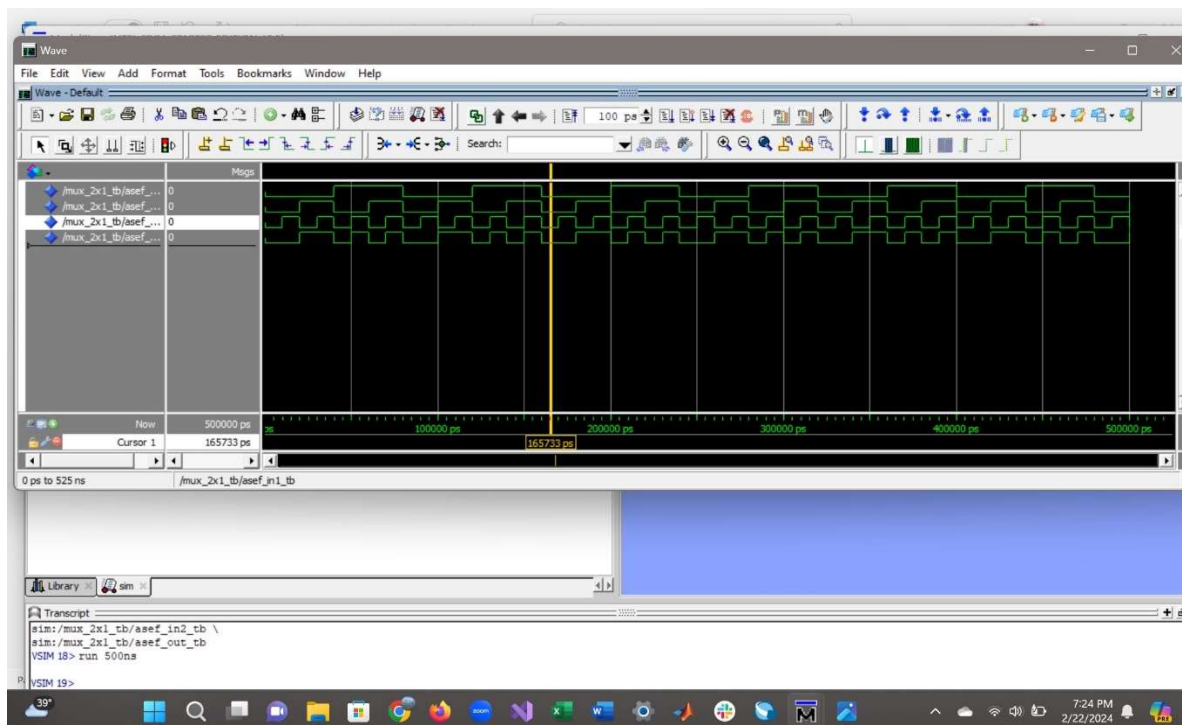 Wave
File Edit View Add Format Tools Bookmarks Window Help
Wave - Default
100 ps
Search:
Msgs
/mux_2x1_tb/asef_... 0
/mux_2x1_tb/asef_... 0
/mux_2x1_tb/asef_... 0
/mux_2x1_tb/asef_... 0
Now 500000 ps
ps 100000 ps 200000 ps 300000 ps 400000 ps 500000 ps
Cursor 1 165733 ps 165733 ps
0 ps to 525 ns /mux_2x1_tb/asef_in1_tb
Library sim
Transcript
sim:/mux_2x1_tb/asef_in2_tb \
sim:/mux_2x1_tb/asef_out_tb
VSIM 18> run 500ns
VSIM 19>
39°
zoom
7:24 PM
2/22/2024
PRE